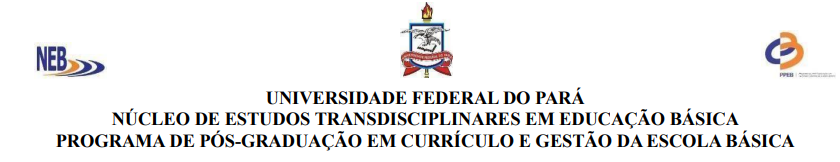 NEB
PPEB
UNIVERSIDADE FEDERAL DO PARÁ
NÚCLEO DE ESTUDOS TRANSDISCIPLINARES EM EDUCAÇÃO BÁSICA
PROGRAMA DE PÓS-GRADUAÇÃO EM CURRÍCULO E GESTÃO DA ESCOLA BÁSICA